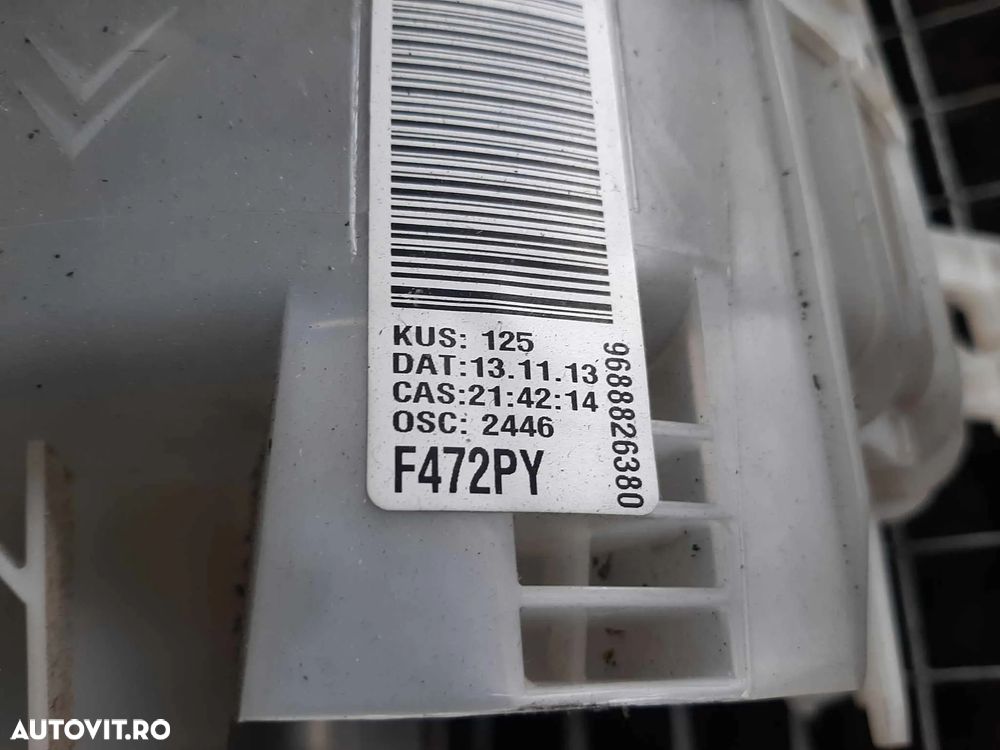 KUS: 125
DAT:13.11.13
CAS:21:42:14
OSC: 2446
F472PY
9688826380
AUTOVIT.RO